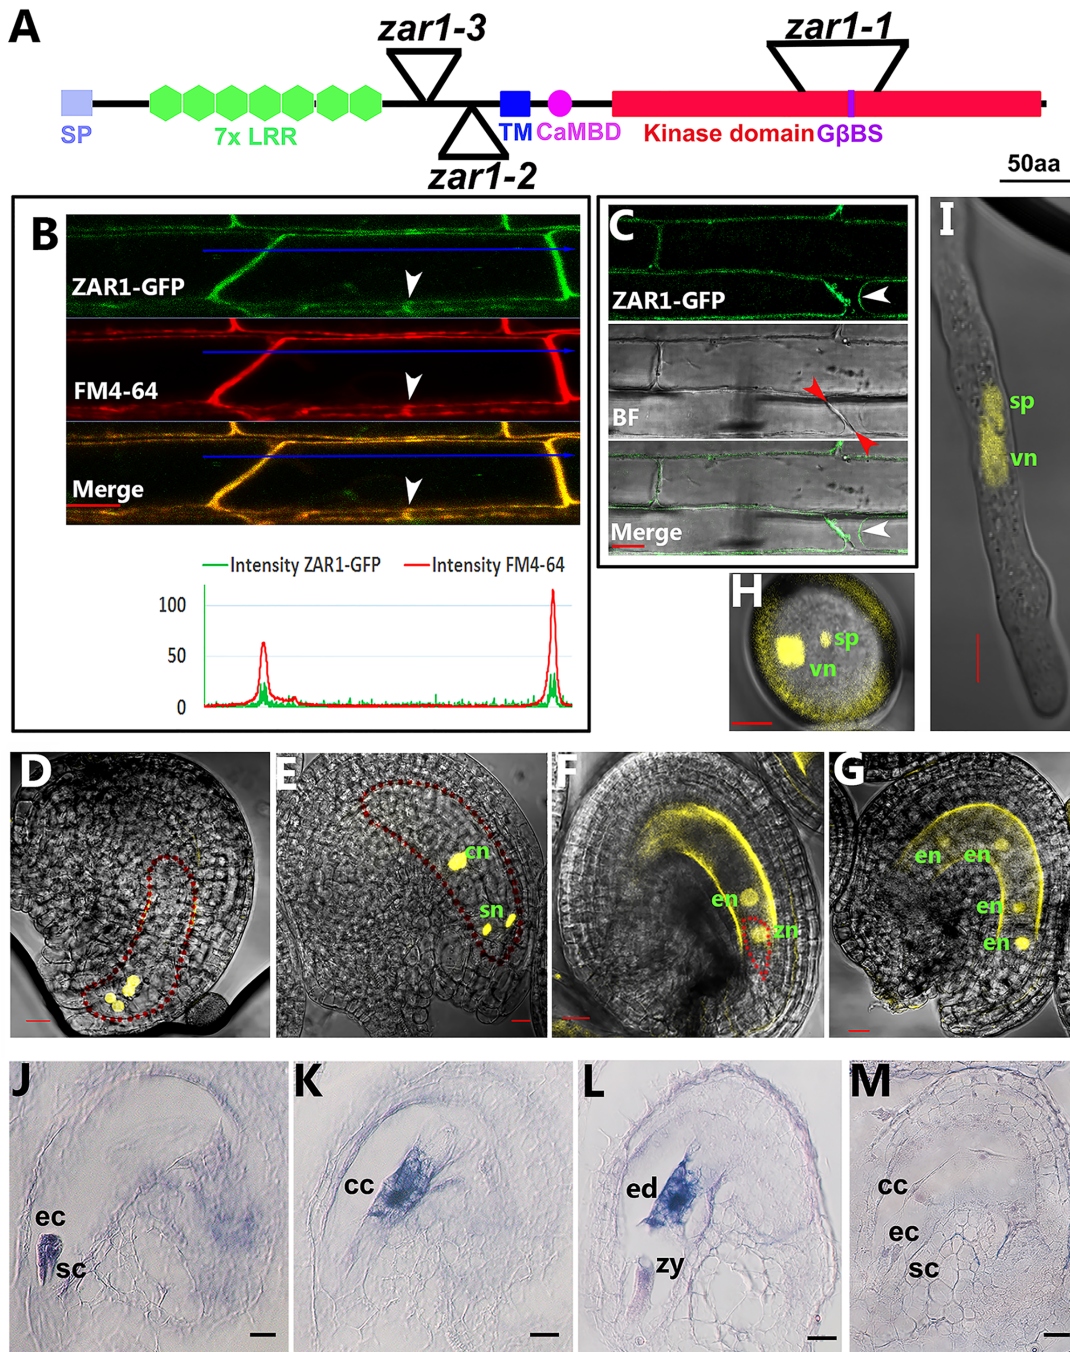 A
zar1-3
zar1-1
SP
7x LRR
TM
CaMBD
Kinase domain
GβBS
zar1-2
50aa
B
ZAR1-GFP
FM4-64
Merge
Intensity ZAR1-GFP
Intensity FM4-64
100
50
0
C
ZAR1-GFP
BF
Merge
I
sp
vn
H
sp
vn
D
E
cn
sn
F
en
zn
G
en
en
en
en
J
ec
sc
K
cc
L
ed
zy
M
cc
ec
sc